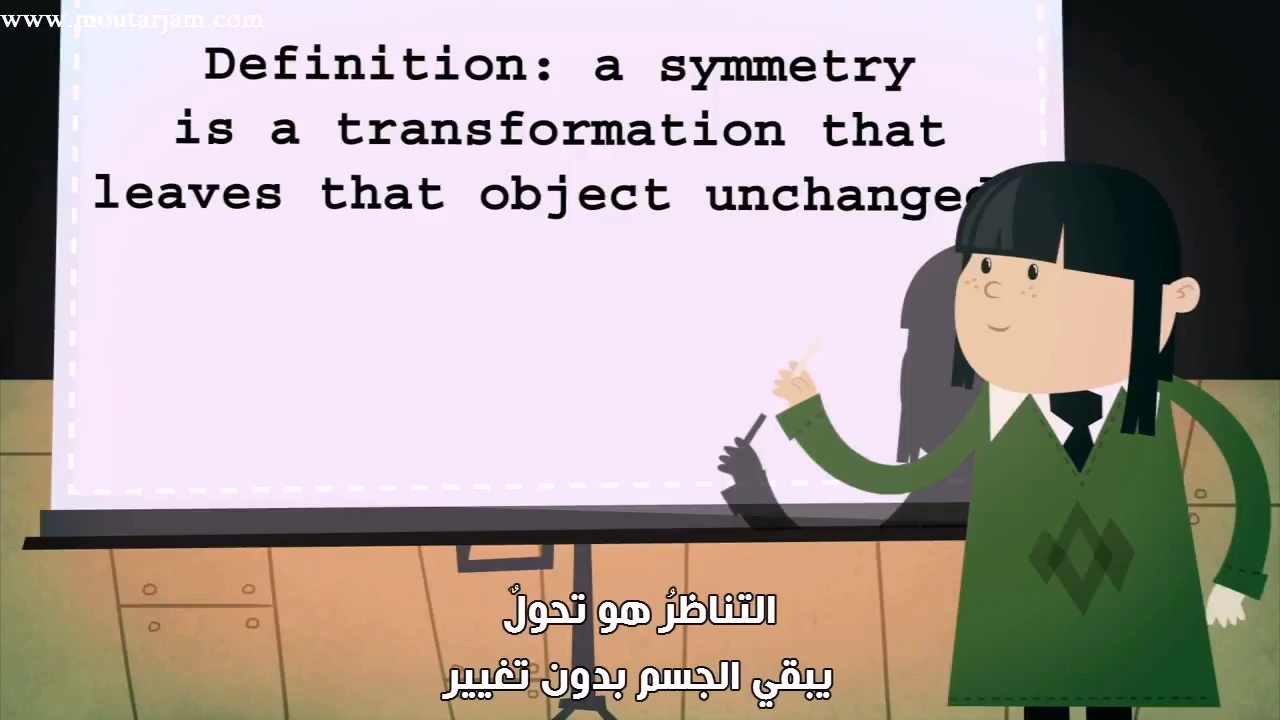 www.moutarjam.com
Definition: a symmetry
is a transformation that
leaves that object unchanged
التناظرُ هو تحولٌ
يبقي الجسم بدون تغيير